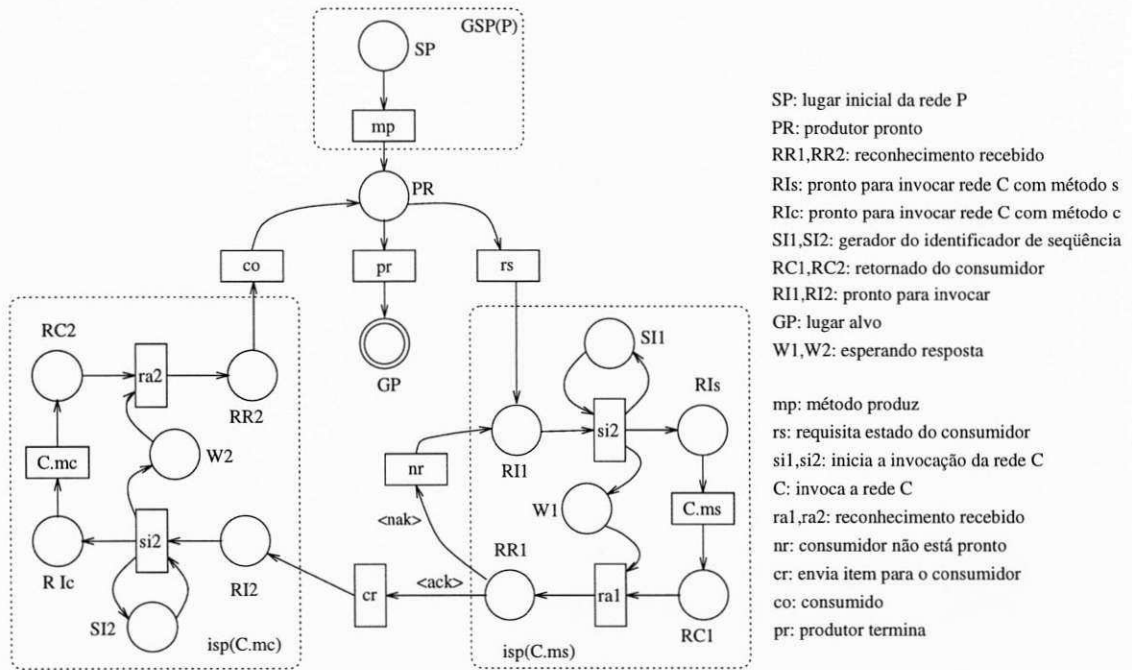 GSP(P)
SP
mp
PR
co
pr
rs
GP
RC2
ra2
RR2
C.mc
W2
si2
R Ic
RI2
SI2
isp(C.mc)
SI1
RIs
si2
RI1
nr
W1
C.ms
<nak>
RR1
<ack>
cr
ra1
RC1
isp(C.ms)
SP: lugar inicial da rede P
PR: produtor pronto
RR1,RR2: reconhecimento recebido
RIs: pronto para invocar rede C com método s
RIc: pronto para invocar rede C com método c
SI1,SI2: gerador do identificador de seqüência
RC1,RC2: retornado do consumidor
RI1,RI2: pronto para invocar
GP: lugar alvo
W1,W2: esperando resposta
mp: método produz
rs: requisita estado do consumidor
si1,si2: inicia a invocação da rede C
C: invoca a rede C
ra1,ra2: reconhecimento recebido
nr: consumidor não está pronto
cr: envia item para o consumidor
co: consumido
pr: produtor termina